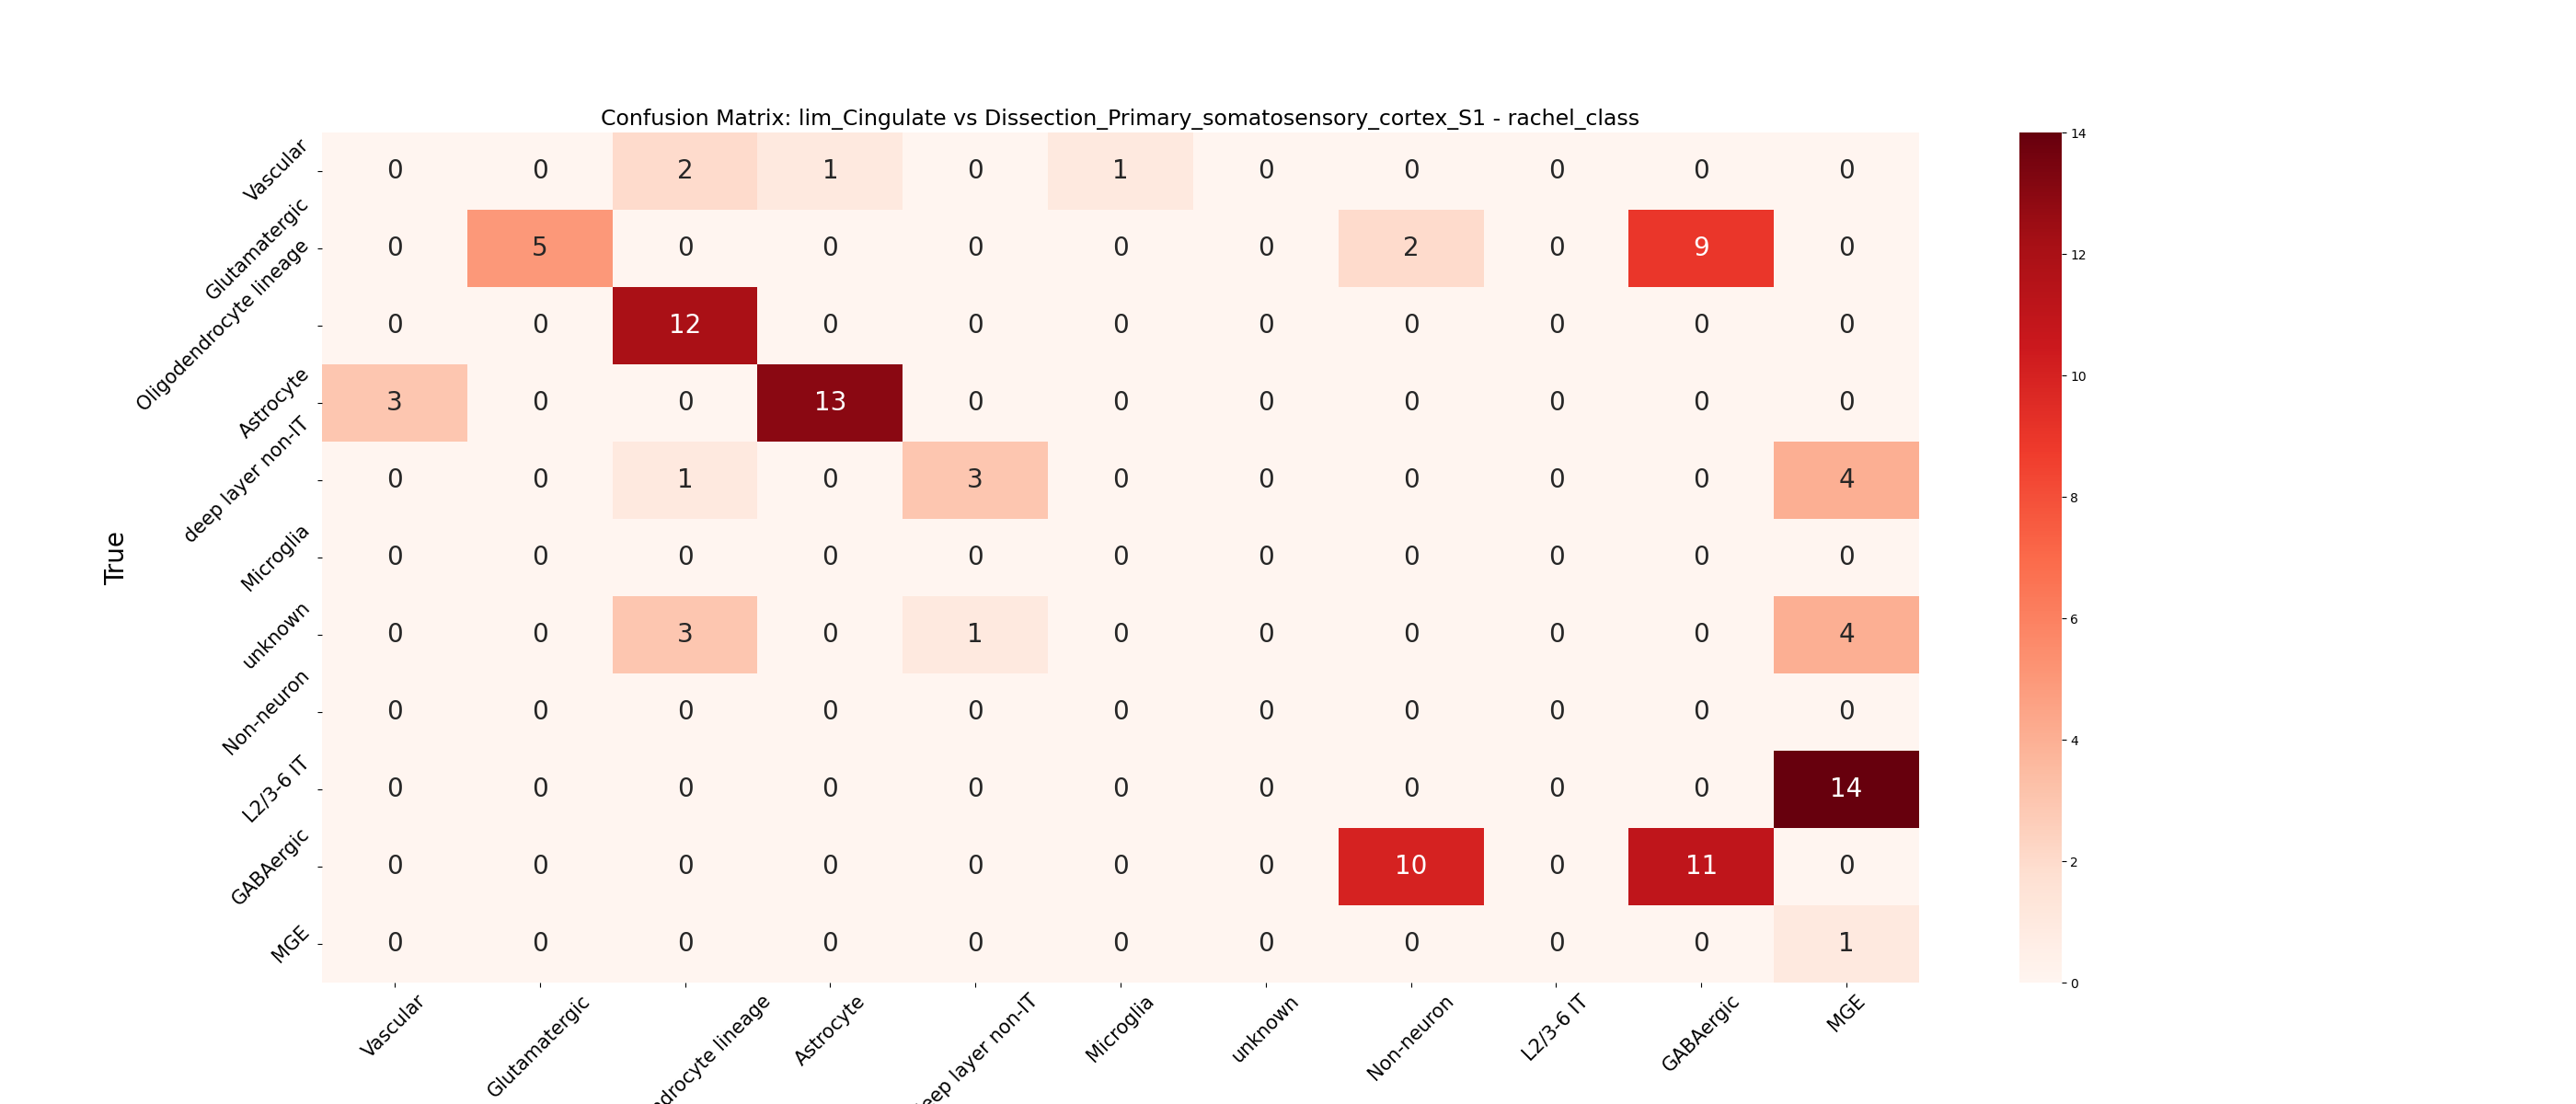 Confusion Matrix: lim_Cingulate vs Dissection_Primary_somatosensory_cortex_S1 - rachel_class
True
Vascular 0 0 2 1 0 1 0 0 0 0 0
Glutamatergic 0 5 0 0 0 0 0 2 0 9 0
Oligodendrocyte lineage 0 0 12 0 0 0 0 0 0 0 0
Astrocyte 3 0 0 13 0 0 0 0 0 0 0
deep layer non-IT 0 0 1 0 3 0 0 0 0 0 4
Microglia 0 0 0 0 0 0 0 0 0 0 0
unknown 0 0 3 0 1 0 0 0 0 0 4
Non-neuron 0 0 0 0 0 0 0 0 0 0 0
L2/3-6 IT 0 0 0 0 0 0 0 0 0 0 14
GABAergic 0 0 0 0 0 0 0 10 0 11 0
MGE 0 0 0 0 0 0 0 0 0 0 1
Vascular
Glutamatergic
ndrocyte lineage
Astrocyte
eep layer non-IT
Microglia
unknown
Non-neuron
L2/3-6 IT
GABAergic
MGE
14
12
10
8
6
4
2
0